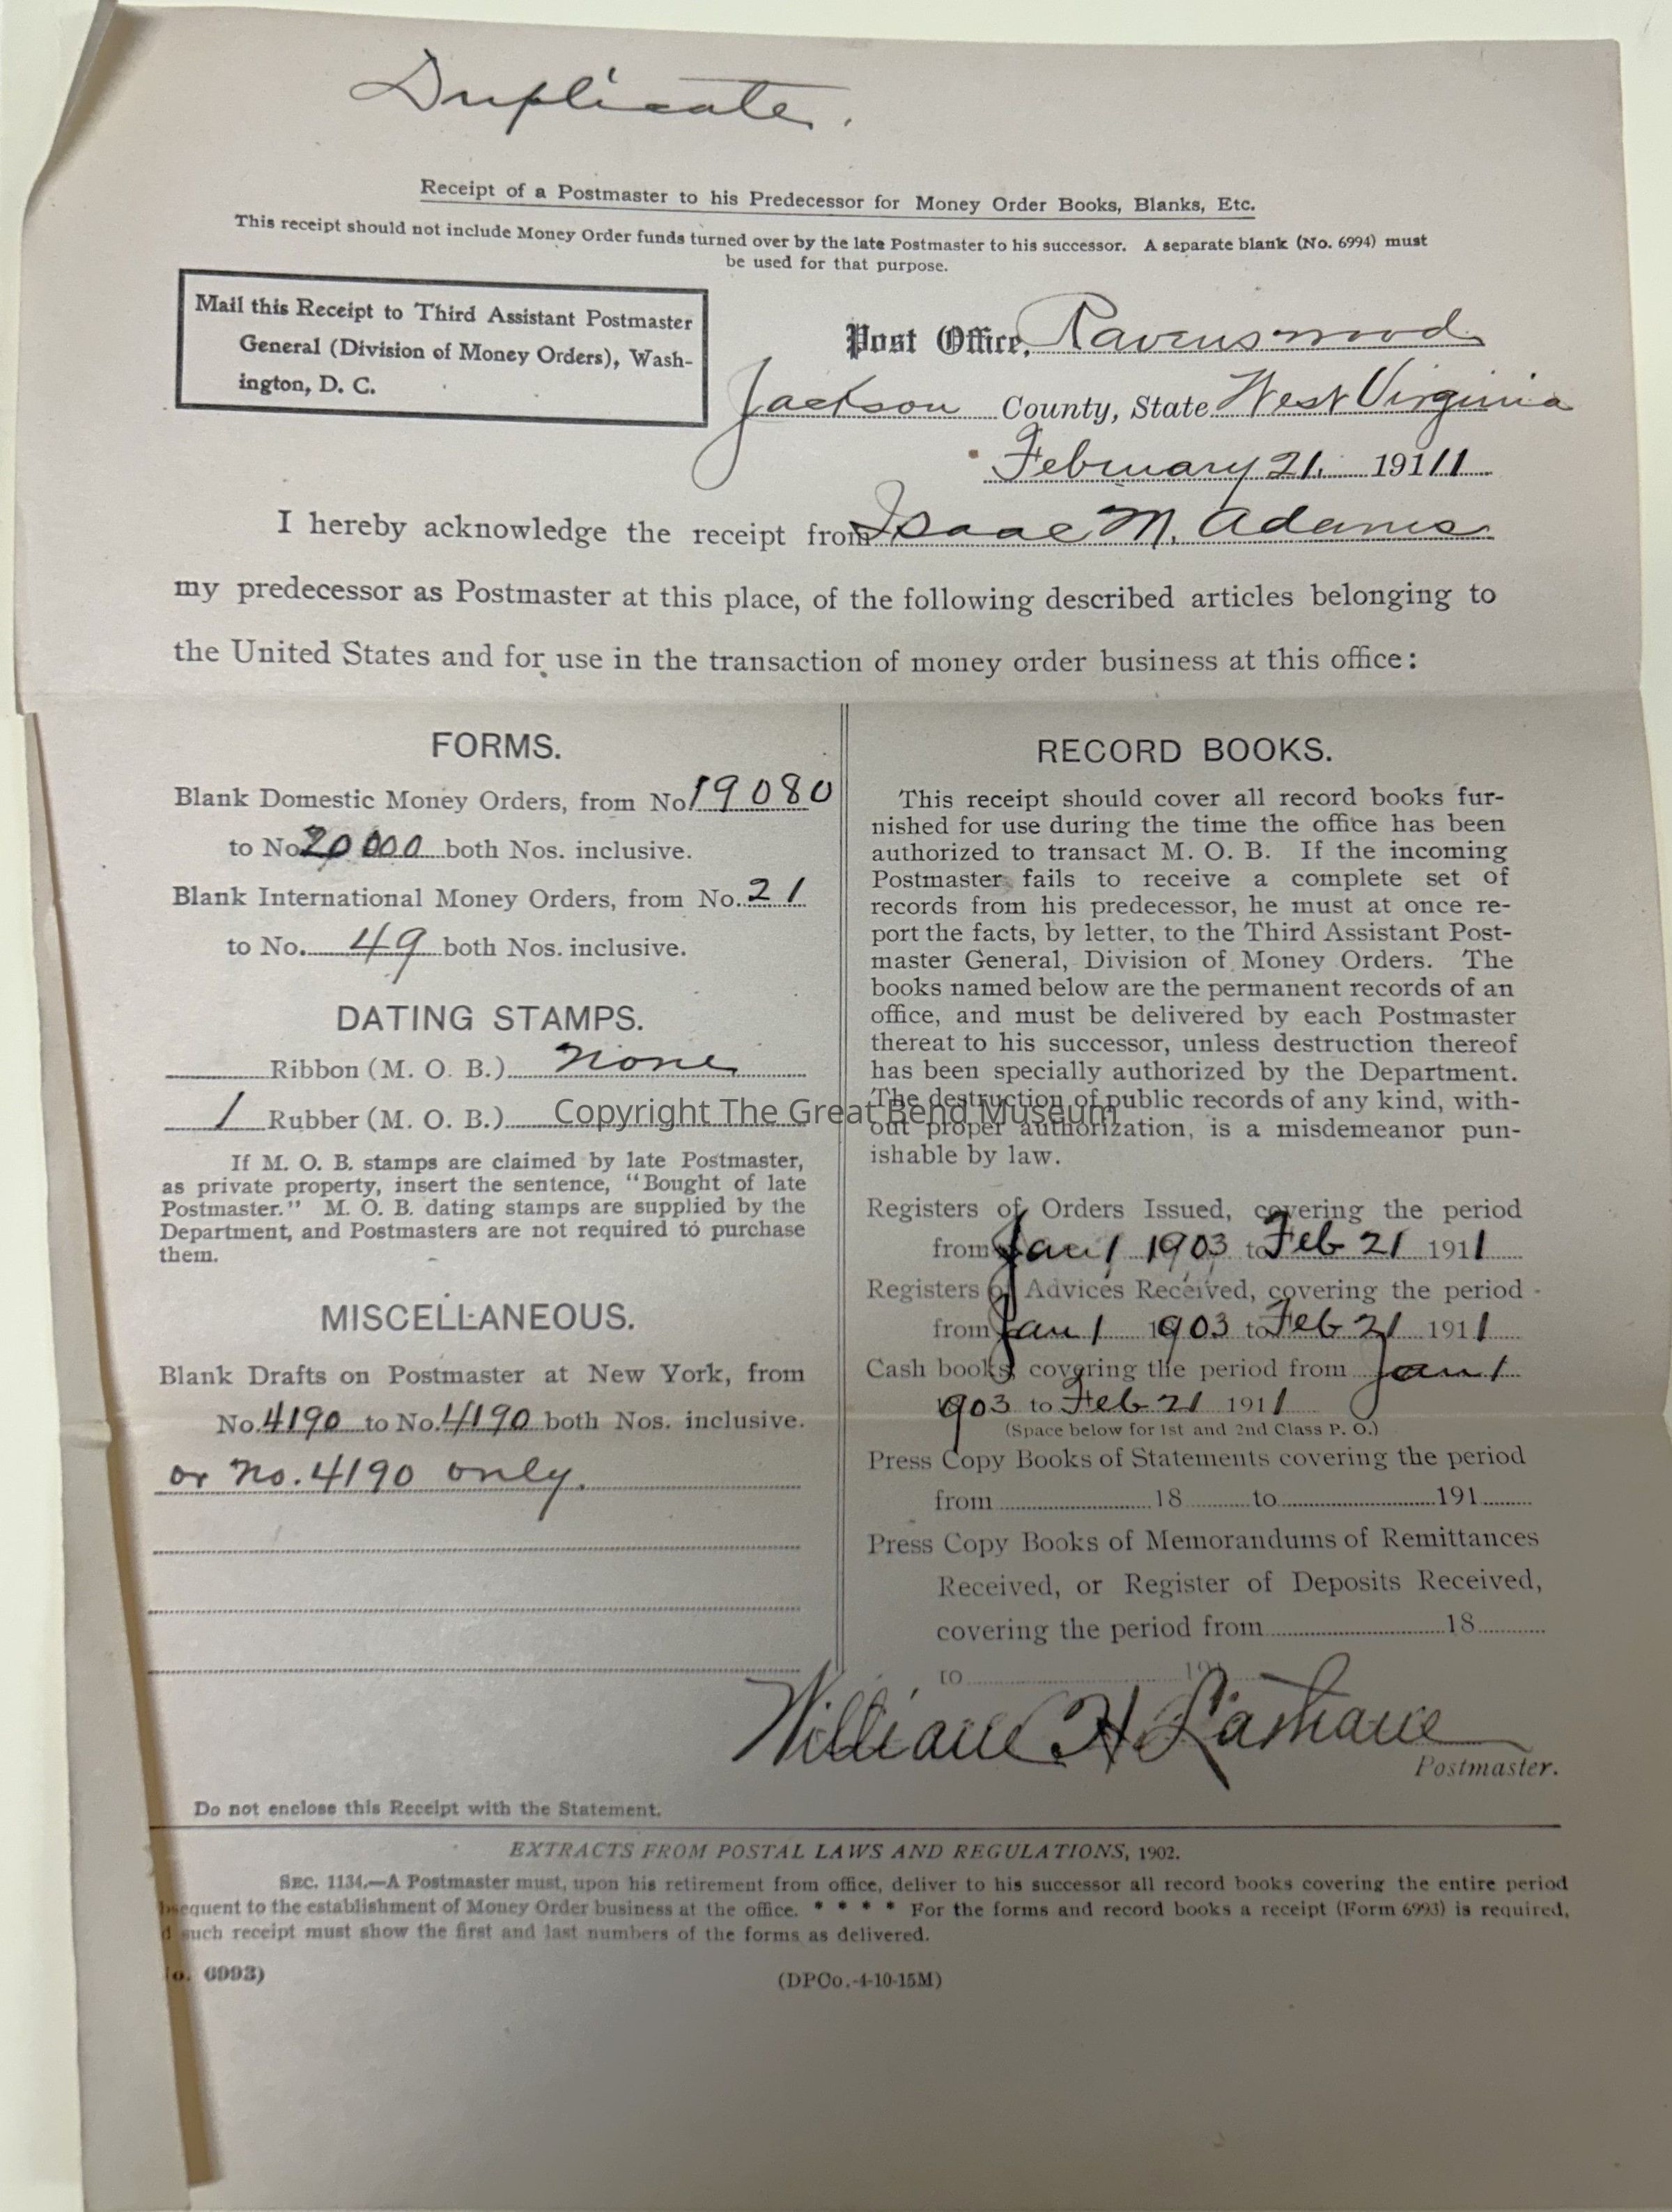 Duplicate.
Receipt of a Postmaster to his Predecessor for Money Order Books, Blanks, Etc.
This receipt should not include Money Order funds turned over by the late Postmaster to his successor. A separate blank (No. 6994) must
be used for that purpose.
Mail this Receipt to Third Assistant Postmaster
General (Division of Money Orders), Wash-
ington, D. C.
Post Office, Ravenswood
Jackson County, State West Virginia
February 21. 19111
I hereby acknowledge the receipt from Isaac M. Adams
my predecessor as Postmaster at this place, of the following described articles belonging to
the United States and for use in the transaction of money order business at this office:
FORMS.
Blank Domestic Money Orders, from No 19080
to No 20000 both Nos. inclusive.
Blank International Money Orders, from No. 21
to No. 49 both Nos. inclusive.
DATING STAMPS.
Ribbon (M. O. B.) none
1 Rubber (M. O. B.)
If M. O. B. stamps are claimed by late Postmaster,
as private property, insert the sentence, "Bought of late
Postmaster." M. O. B. dating stamps are supplied by the
Department, and Postmasters are not required to purchase
them.
MISCELLANEOUS.
Blank Drafts on Postmaster at New York, from
No. 4190 to No. 4190 both Nos. inclusive.
or no. 4190 only.
RECORD BOOKS.
This receipt should cover all record books fur-
nished for use during the time the office has been
authorized to transact M. O. B. If the incoming
Postmaster fails to receive a complete set of
records from his predecessor, he must at once re-
port the facts, by letter, to the Third Assistant Post-
master General, Division of Money Orders. The
books named below are the permanent records of an
office, and must be delivered by each Postmaster
thereat to his successor, unless destruction thereof
has been specially authorized by the Department.
The destruction of public records of any kind, with-
out proper authorization, is a misdemeanor pun-
ishable by law.
Registers of Orders Issued, covering the period
from Jan 1 1903 to Feb 21 1911
Registers of Advices Received, covering the period
from Jan 1 1903 to Feb 21 1911
Cash books, covering the period from Jan 1
1903 to Feb 21 1911
(Space below for 1st and 2nd Class P. O.)
Press Copy Books of Statements covering the period
from 18 to 191
Press Copy Books of Memorandums of Remittances
Received, or Register of Deposits Received,
covering the period from 18
to 191
William H
Postmaster.
Copyright The Great Bend Museum
Do not enclose this Receipt with the Statement.
EXTRACTS FROM POSTAL LAWS AND REGULATIONS, 1902.
SEC. 1134.—A Postmaster must, upon his retirement from office, deliver to his successor all record books covering the entire period
bsequent to the establishment of Money Order business at the office. * * * * For the forms and record books a receipt (Form 6993) is required,
d such receipt must show the first and last numbers of the forms as delivered.
o. 6993)
(DPCo.-4-10-15M)